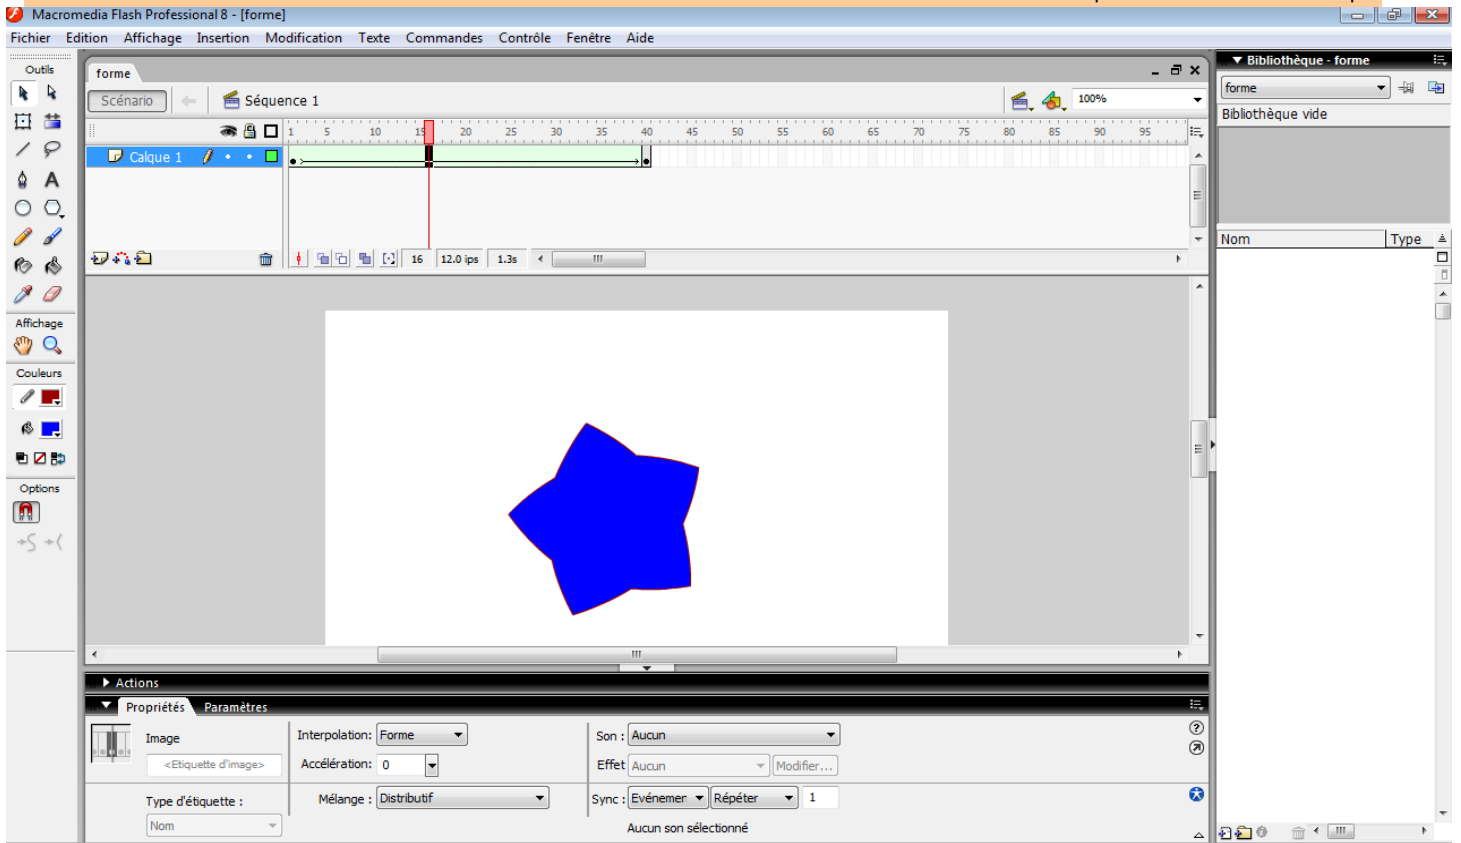 Macromedia Flash Professional 8 - [forme]
Fichier Edition Affichage Insertion Modification Texte Commandes Contrôle Fenêtre Aide
Outils
forme
Scénario Séquence 1 100%
1 5 10 15 20 25 30 35 40 45 50 55 60 65 70 75 80 85 90 95
Calque 1
16 12.0 ips 1.3s
Affichage
Couleurs
Options
Actions
Propriétés Paramètres
Image
<Etiquette d'image>
Type d'étiquette :
Nom
Interpolation: Forme
Accélération: 0
Mélange : Distributif
Son : Aucun
Effet Aucun Modifier...
Sync : Evénemer Répéter 1
Aucun son sélectionné
Bibliothèque - forme
forme
Bibliothèque vide
Nom Type